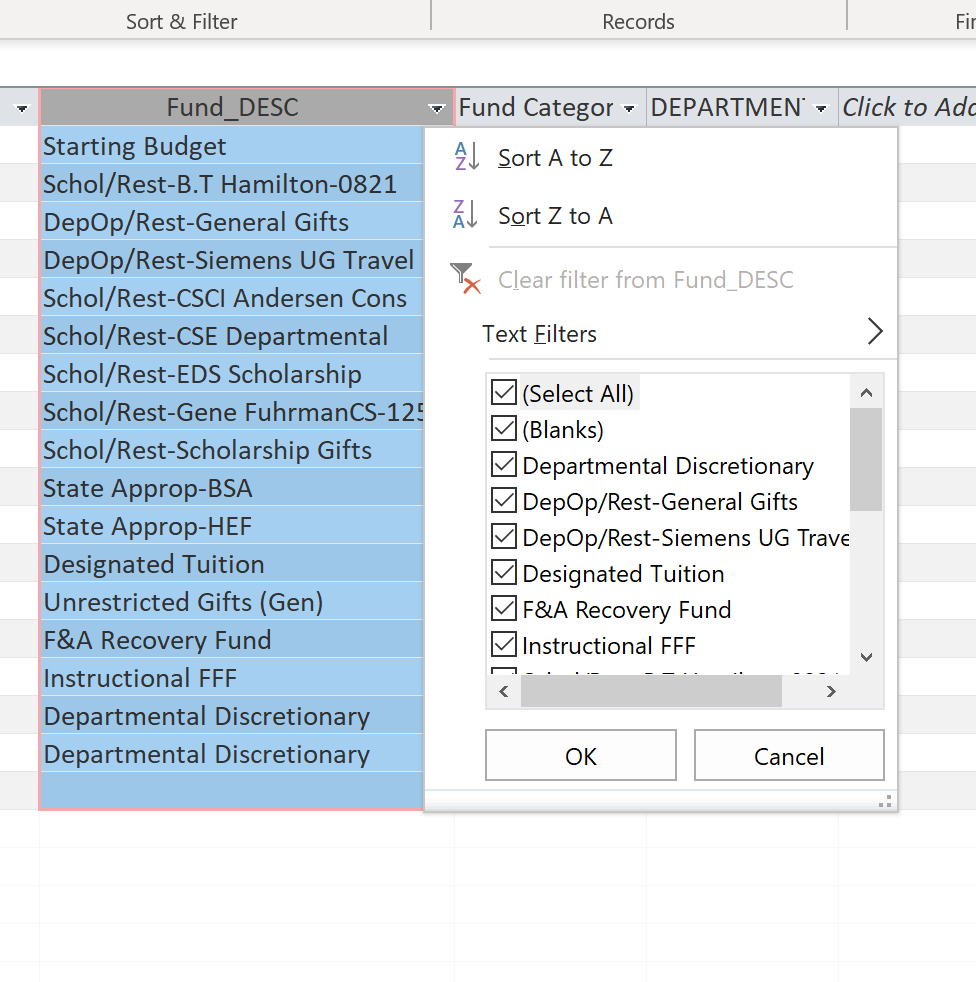 Sort & Filter
Records
Fund_DESC
Fund Categor
DEPARTMEN
Click to Add
Starting Budget
Schol/Rest-B.T Hamilton-0821
DepOp/Rest-General Gifts
DepOp/Rest-Siemens UG Travel
Schol/Rest-CSCI Andersen Cons
Schol/Rest-CSE Departmental
Schol/Rest-EDS Scholarship
Schol/Rest-Gene FuhrmanCS-125
Schol/Rest-Scholarship Gifts
State Approp-BSA
State Approp-HEF
Designated Tuition
Unrestricted Gifts (Gen)
F&A Recovery Fund
Instructional FFF
Departmental Discretionary
Departmental Discretionary
Sort A to Z
Sort Z to A
Clear filter from Fund_DESC
Text Filters
(Select All)
(Blanks)
Departmental Discretionary
DepOp/Rest-General Gifts
DepOp/Rest-Siemens UG Trave
Designated Tuition
F&A Recovery Fund
Instructional FFF
OK
Cancel